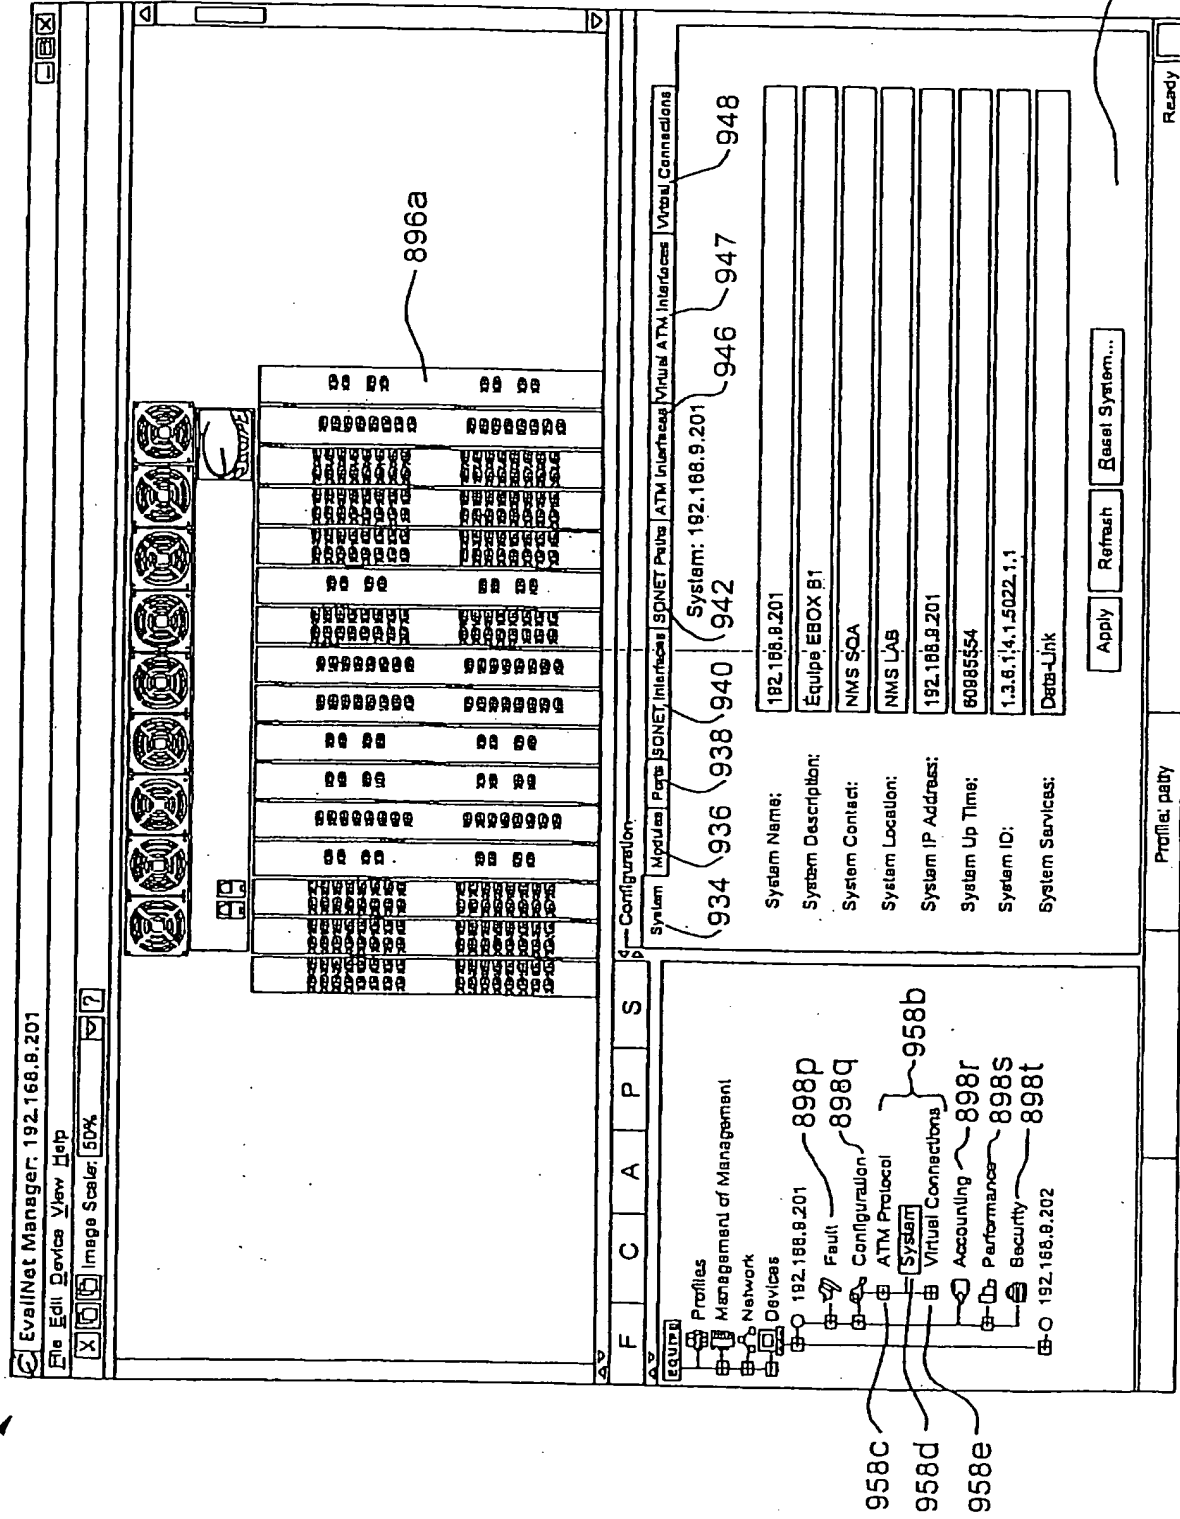 EvaliNet Manager: 192.168.9.201
File Edit Device View Help
Image Scale: 50% ?
896a
F C A P S
EQUIPE
Profiles
Management of Management
Network
Devices
192.168.9.201
Fault
Configuration
ATM Protocol
System
Virtual Connections
Accounting
Performance
Security
192.168.9.202
898p
898q
958b
898r
898s
898t
958c
958d
958e
Configuration
System Modules Ports SONET Interfaces SONET Paths ATM Interfaces Virtual ATM Interfaces Virtual Connections
934 936 938 940 942 946 947 948
System: 192.168.9.201
System Name: 192.168.9.201
System Description: Equipe EBOX B1
System Contact: NMS SQA
System Location: NMS LAB
System IP Address: 192.168.9.201
System Up Time: 60985554
System ID: 1.3.6.1.4.1.5022.1.1
System Services: Data-Link
Apply Refresh Reset System...
Profile: patty
Ready